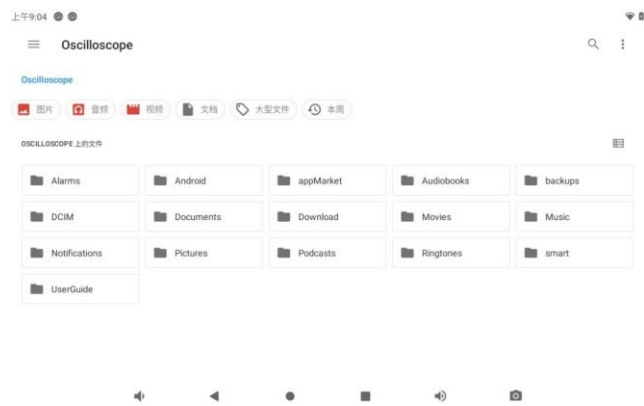 上午9:04
Oscilloscope
Oscilloscope
图片 音频 视频 文档 大型文件 本周
OSCILLOSCOPE 上的文件
Alarms Android appMarket Audiobooks backups
DCIM Documents Download Movies Music
Notifications Pictures Podcasts Ringtones smart
UserGuide